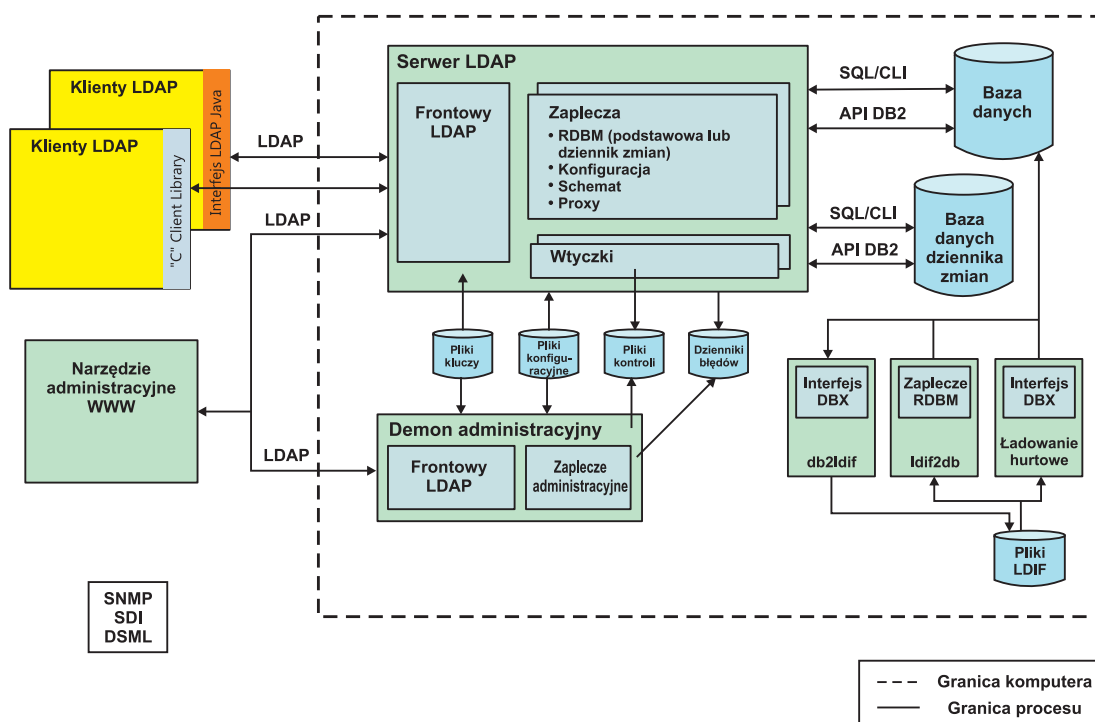 Klienty LDAP
Interfejs LDAP Java
Klienty LDAP
"C" Client Library
LDAP
LDAP
LDAP
Narzędzie
administracyjne
WWW
SNMP
SDI
DSML
Serwer LDAP
Frontowy
LDAP
Zaplecza
• RDBM (podstawowa lub
dziennik zmian)
• Konfiguracja
• Schemat
• Proxy
Wtyczki
SQL/CLI
API DB2
Baza
danych
SQL/CLI
API DB2
Baza
danych
dziennika
zmian
Pliki
kluczy
Pliki
konfigu-
racyjne
Pliki
kontroli
Dzienniki
błędów
Demon administracyjny
Frontowy
LDAP
Zaplecze
administracyjne
Interfejs
DBX
db2ldif
Zaplecze
RDBM
ldif2db
Interfejs
DBX
Ładowanie
hurtowe
Pliki
LDIF
Granica komputera
Granica procesu